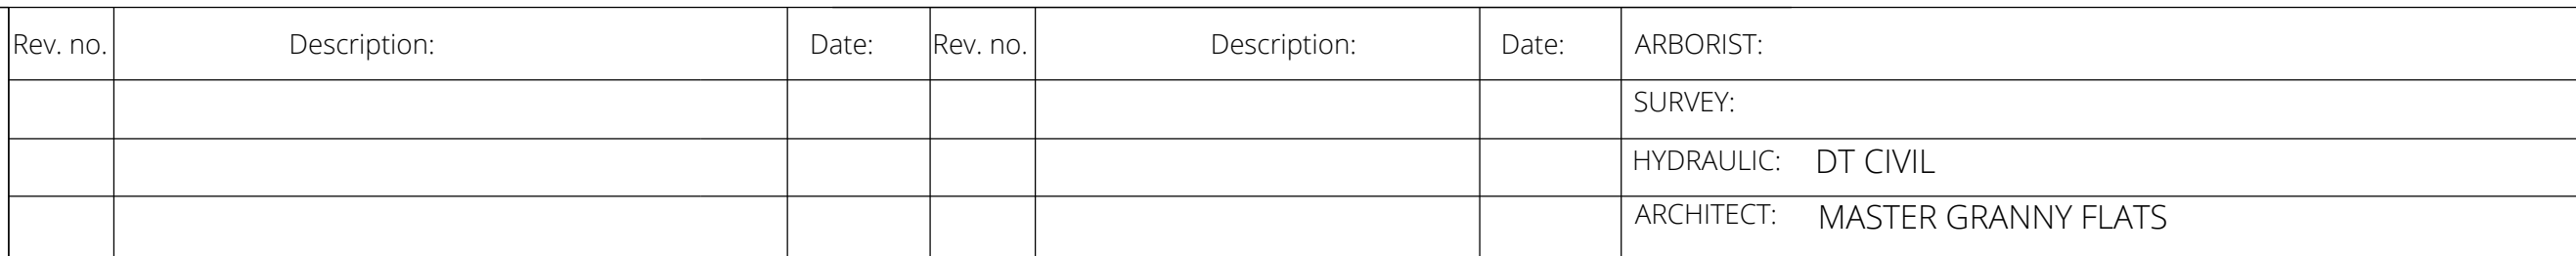 Rev. no. Description: Date: Rev. no. Description: Date: ARBORIST:
SURVEY:
HYDRAULIC: DT CIVIL
ARCHITECT: MASTER GRANNY FLATS